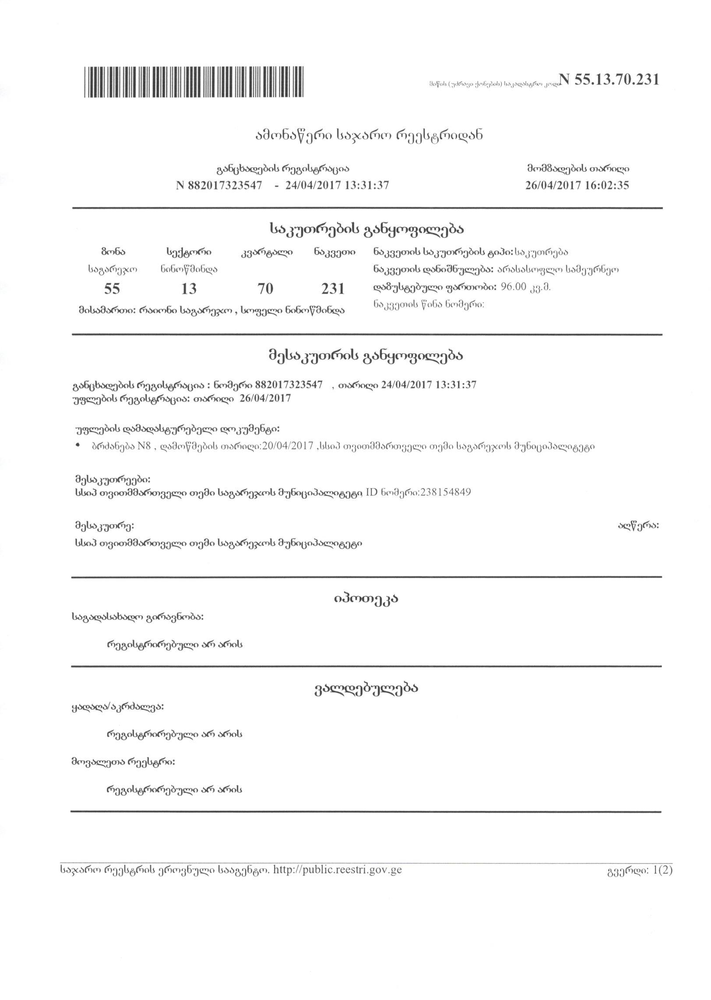 მიწის (უძრავი ქონების) საკადასტრო კოდი N 55.13.70.231
ამონაწერი საჯარო რეესტრიდან
განცხადების რეგისტრაცია
N 882017323547 - 24/04/2017 13:31:37
მომზადების თარიღი
26/04/2017 16:02:35
საკუთრების განყოფილება
ზონა სექტორი კვარტალი ნაკვეთი
საგარეჯო ნინოწმინდა
55 13 70 231
მისამართი: რაიონი საგარეჯო , სოფელი ნინოწმინდა
ნაკვეთის საკუთრების ტიპი: საკუთრება
ნაკვეთის დანიშნულება: არასასოფლო სამეურნეო
დაზუსტებული ფართობი: 96.00 კვ.მ.
ნაკვეთის წინა ნომერი:
მესაკუთრის განყოფილება
განცხადების რეგისტრაცია : ნომერი 882017323547 , თარიღი 24/04/2017 13:31:37
უფლების რეგისტრაცია: თარიღი 26/04/2017
უფლების დამადასტურებელი დოკუმენტი:
• ბრძანება N8 , დამოწმების თარიღი:20/04/2017 ,სსიპ თვითმმართველი თემი საგარეჯოს მუნიციპალიტეტი
მესაკუთრეები:
სსიპ თვითმმართველი თემი საგარეჯოს მუნიციპალიტეტი, ID ნომერი:238154849
მესაკუთრე: აღწერა:
სსიპ თვითმმართველი თემი საგარეჯოს მუნიციპალიტეტი
იპოთეკა
საგადასახადო გირავნობა:
რეგისტრირებული არ არის
ვალდებულება
ყადაღა/აკრძალვა:
რეგისტრირებული არ არის
მოვალეთა რეესტრი:
რეგისტრირებული არ არის
საჯარო რეესტრის ეროვნული სააგენტო. http://public.reestri.gov.ge გვერდი: 1(2)